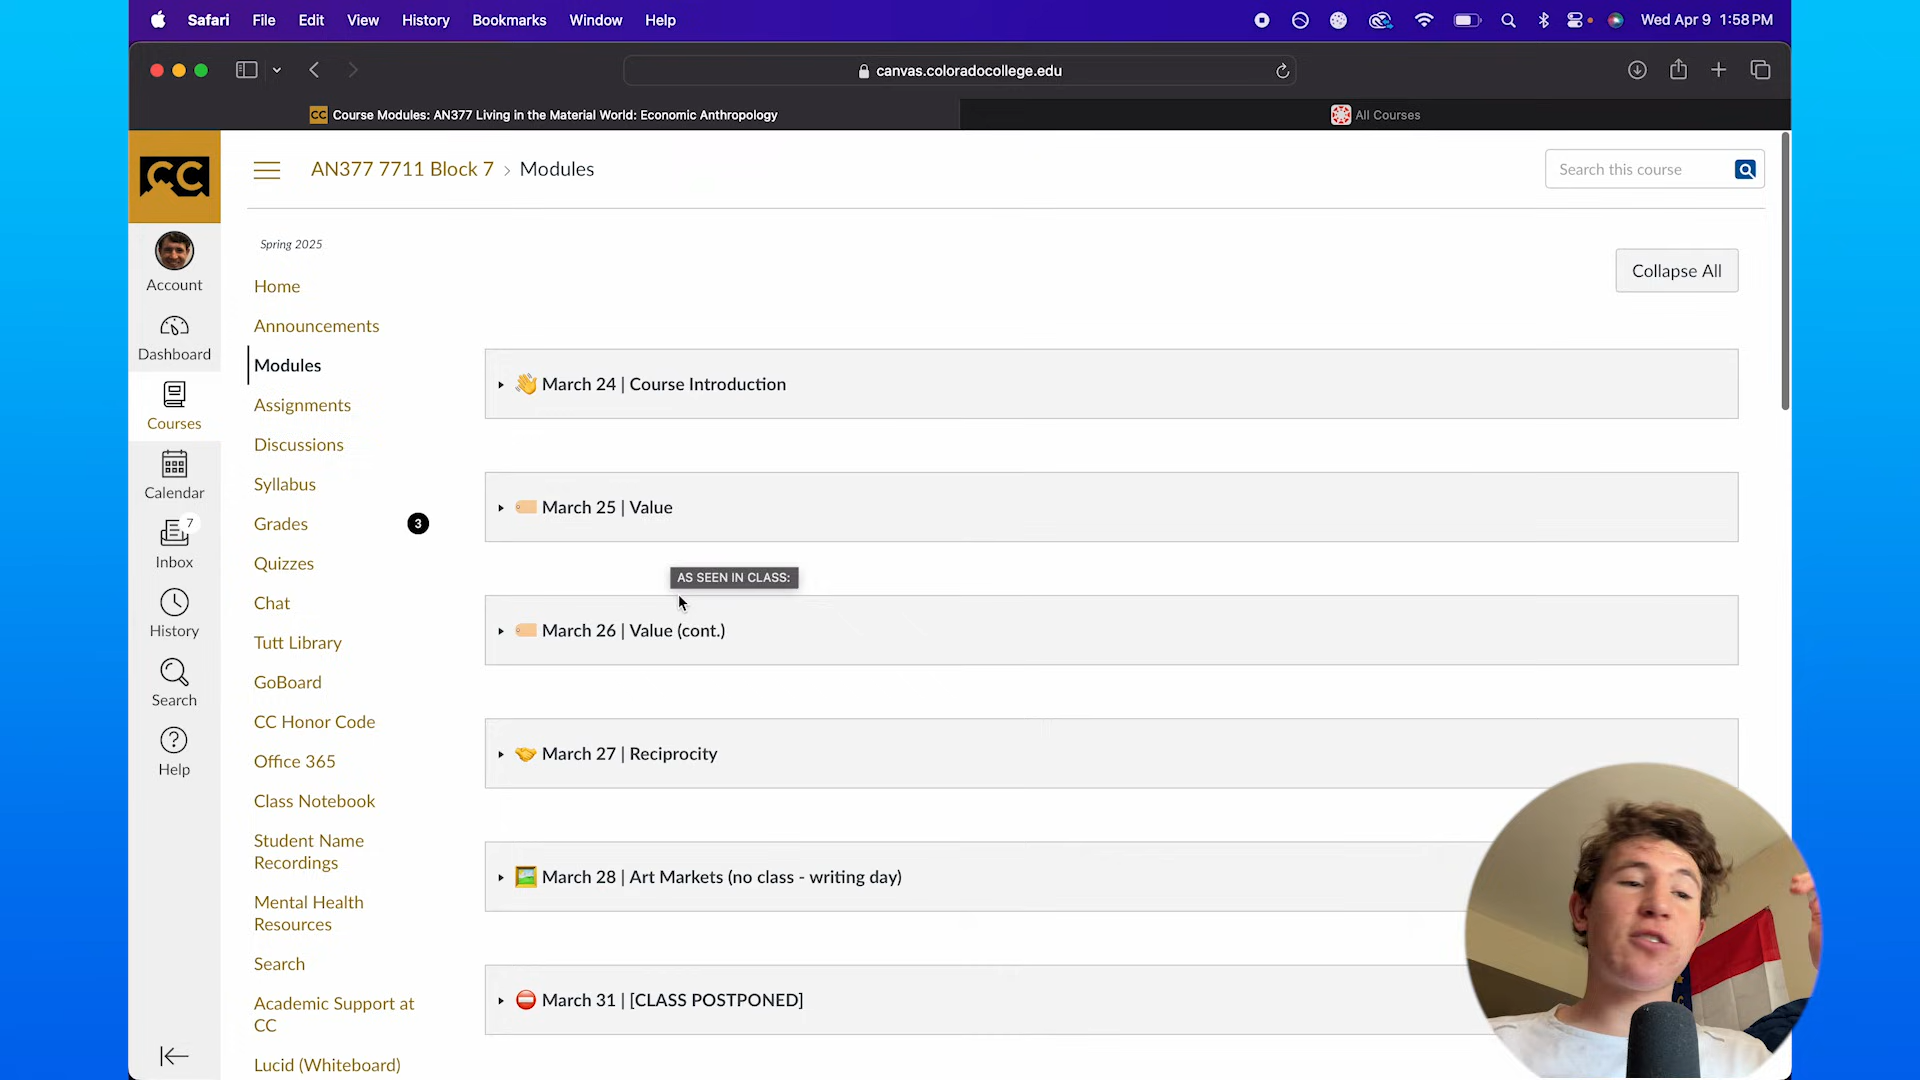 Safari File Edit View History Bookmarks Window Help Wed Apr 9 1:58 PM
canvas.coloradocollege.edu
CC Course Modules: AN377 Living in the Material World: Economic Anthropology
All Courses
CC
AN377 7711 Block 7 › Modules
Search this course
Spring 2025
Collapse All
Account
Dashboard
Courses
Calendar
7
Inbox
History
Search
Help
Home
Announcements
Modules
Assignments
Discussions
Syllabus
Grades 3
Quizzes
Chat
Tutt Library
GoBoard
CC Honor Code
Office 365
Class Notebook
Student Name
Recordings
Mental Health
Resources
Search
Academic Support at
CC
Lucid (Whiteboard)
March 24 | Course Introduction
March 25 | Value
AS SEEN IN CLASS:
March 26 | Value (cont.)
March 27 | Reciprocity
March 28 | Art Markets (no class - writing day)
March 31 | [CLASS POSTPONED]